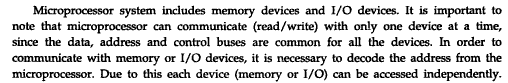 Microprocessor system includes memory devices and I/O devices. It is important to
note that microprocessor can communicate (read/write) with only one device at a time,
since the data, address and control buses are common for all the devices. In order to
communicate with memory or I/O devices, it is necessary to decode the address from the
microprocessor. Due to this each device (memory or I/O) can be accessed independently.